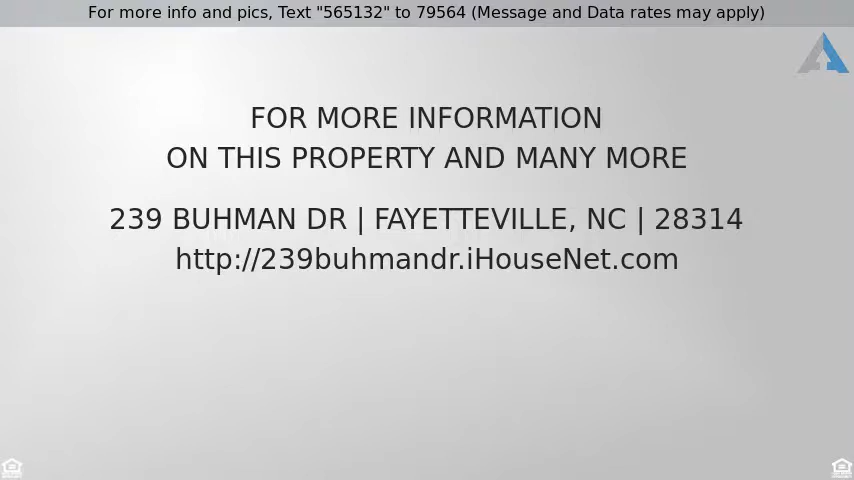 For more info and pics, Text "565132" to 79564 (Message and Data rates may apply)
FOR MORE INFORMATION
ON THIS PROPERTY AND MANY MORE
239 BUHMAN DR | FAYETTEVILLE, NC | 28314
http://239buhmandr.iHouseNet.com